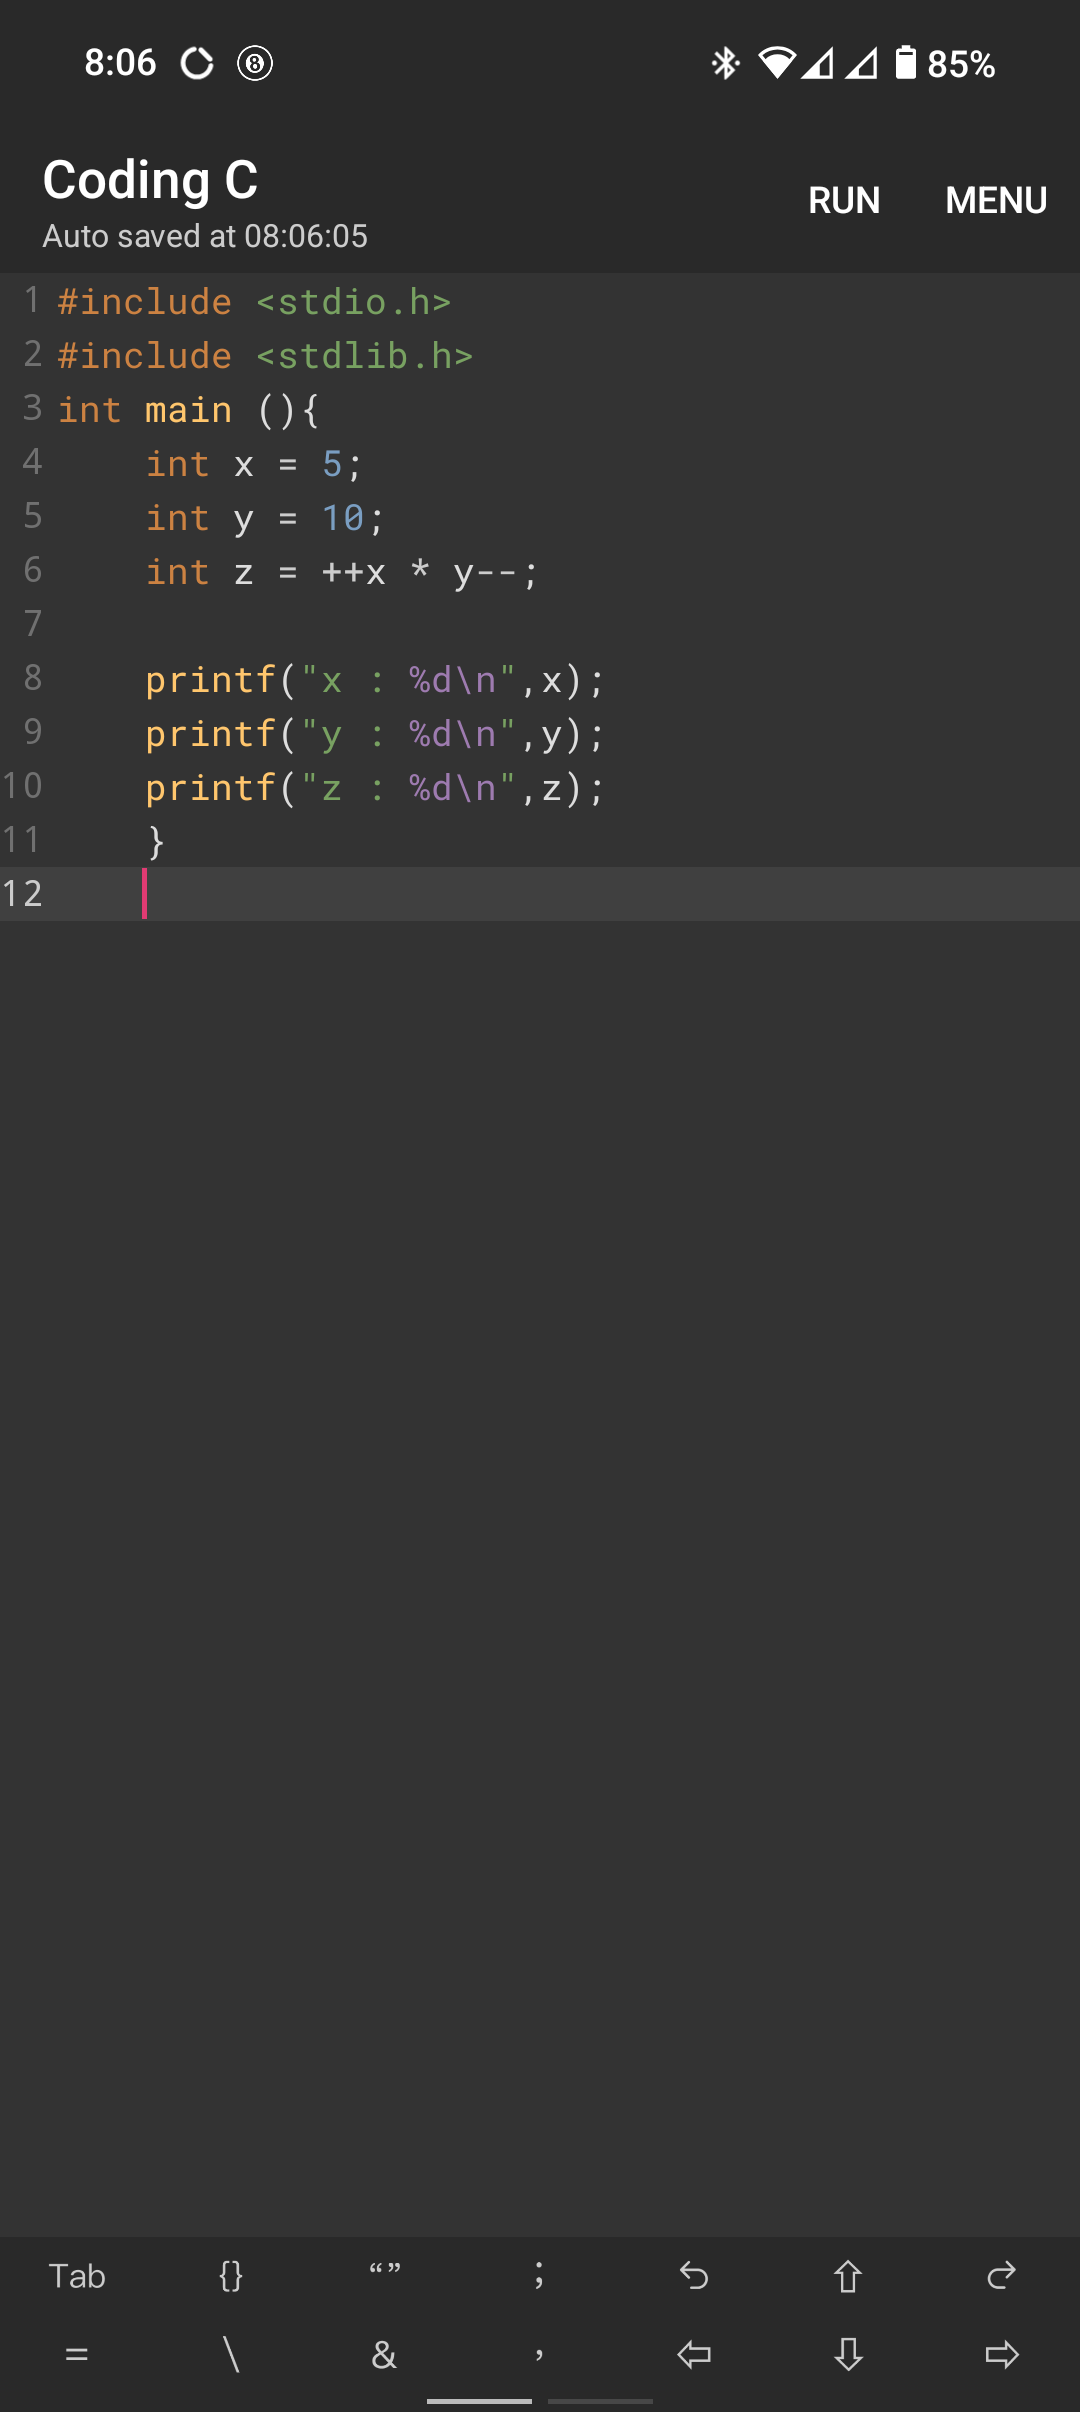 8:06 85%
Coding C
RUN MENU
Auto saved at 08:06:05
1 #include <stdio.h>
2 #include <stdlib.h>
3 int main (){
4     int x = 5;
5     int y = 10;
6     int z = ++x * y--;
7
8     printf("x : %d\n",x);
9     printf("y : %d\n",y);
10     printf("z : %d\n",z);
11     }
12
Tab {} “” ;
= \ & ,